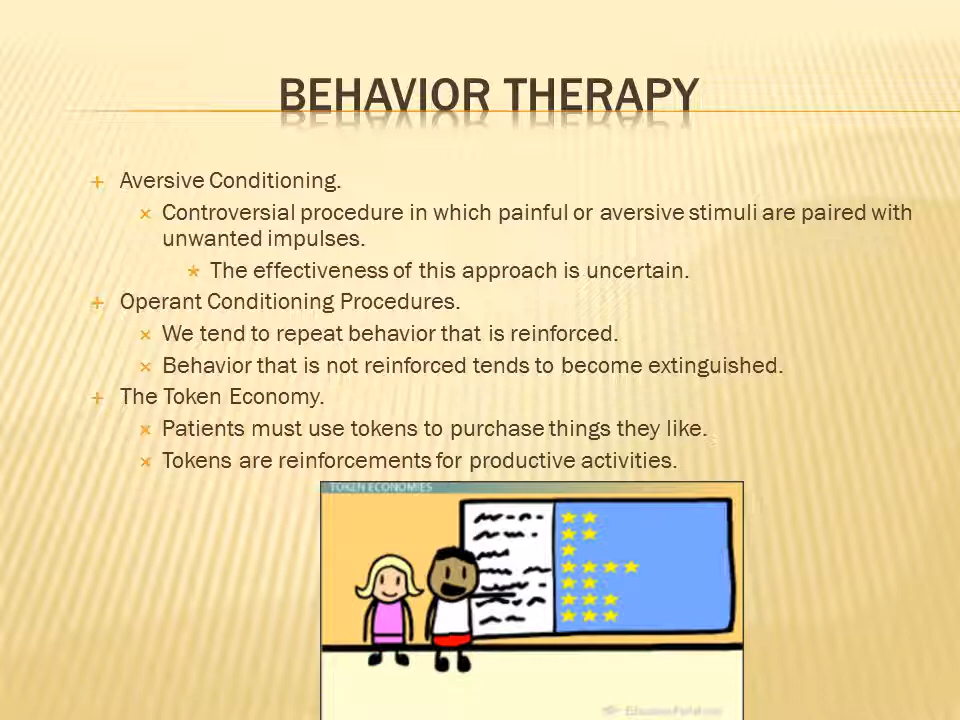 BEHAVIOR THERAPY
Aversive Conditioning.
Controversial procedure in which painful or aversive stimuli are paired with
unwanted impulses.
The effectiveness of this approach is uncertain.
Operant Conditioning Procedures.
We tend to repeat behavior that is reinforced.
Behavior that is not reinforced tends to become extinguished.
The Token Economy.
Patients must use tokens to purchase things they like.
Tokens are reinforcements for productive activities.
TOKEN ECONOMIES